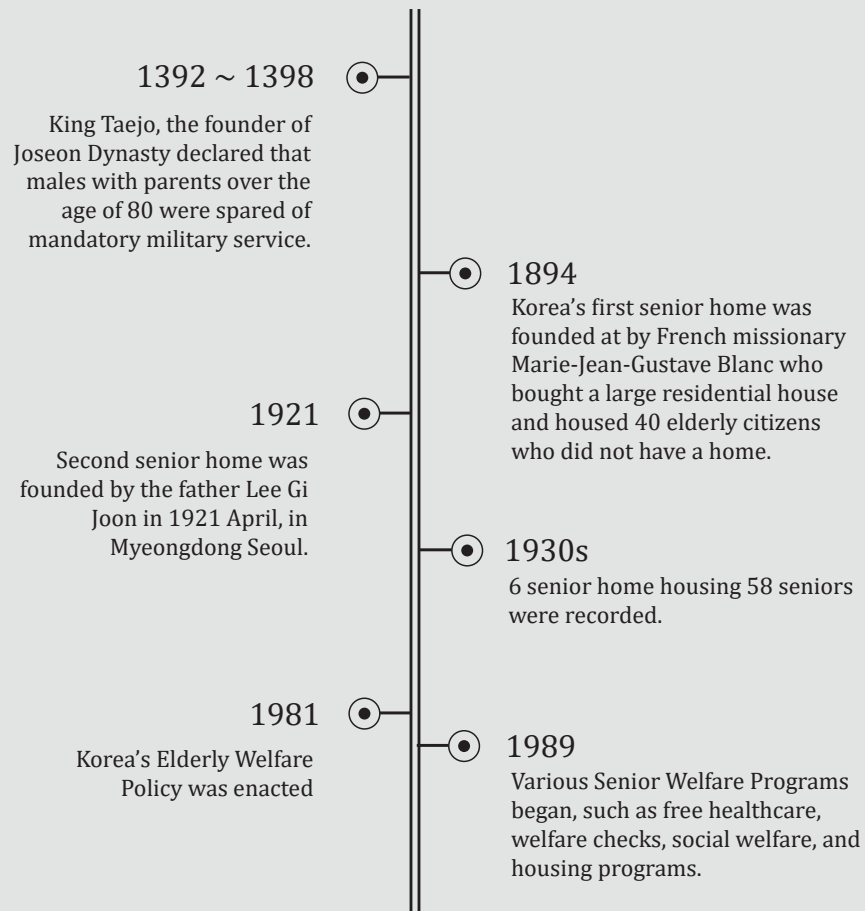 1392 ~ 1398
King Taejo, the founder of
Joseon Dynasty declared that
males with parents over the
age of 80 were spared of
mandatory military service.
1894
Korea's first senior home was
founded at by French missionary
Marie-Jean-Gustave Blanc who
bought a large residential house
and housed 40 elderly citizens
who did not have a home.
1921
Second senior home was
founded by the father Lee Gi
Joon in 1921 April, in
Myeongdong Seoul.
1930s
6 senior home housing 58 seniors
were recorded.
1981
Korea's Elderly Welfare
Policy was enacted
1989
Various Senior Welfare Programs
began, such as free healthcare,
welfare checks, social welfare, and
housing programs.